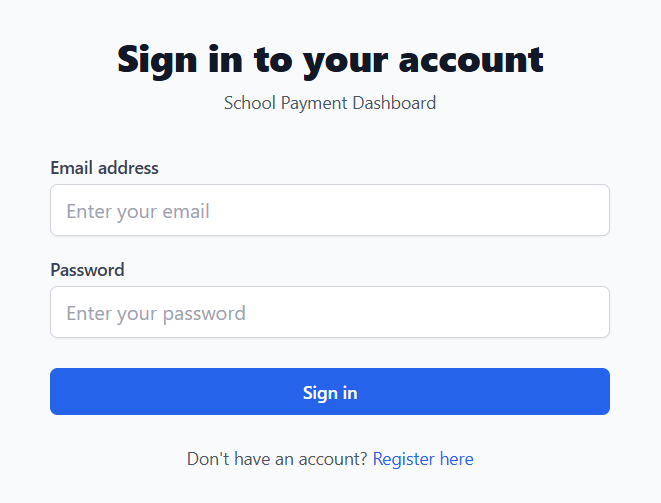 Sign in to your account
School Payment Dashboard
Email address
Enter your email
Password
Enter your password
Sign in
Don't have an account? Register here